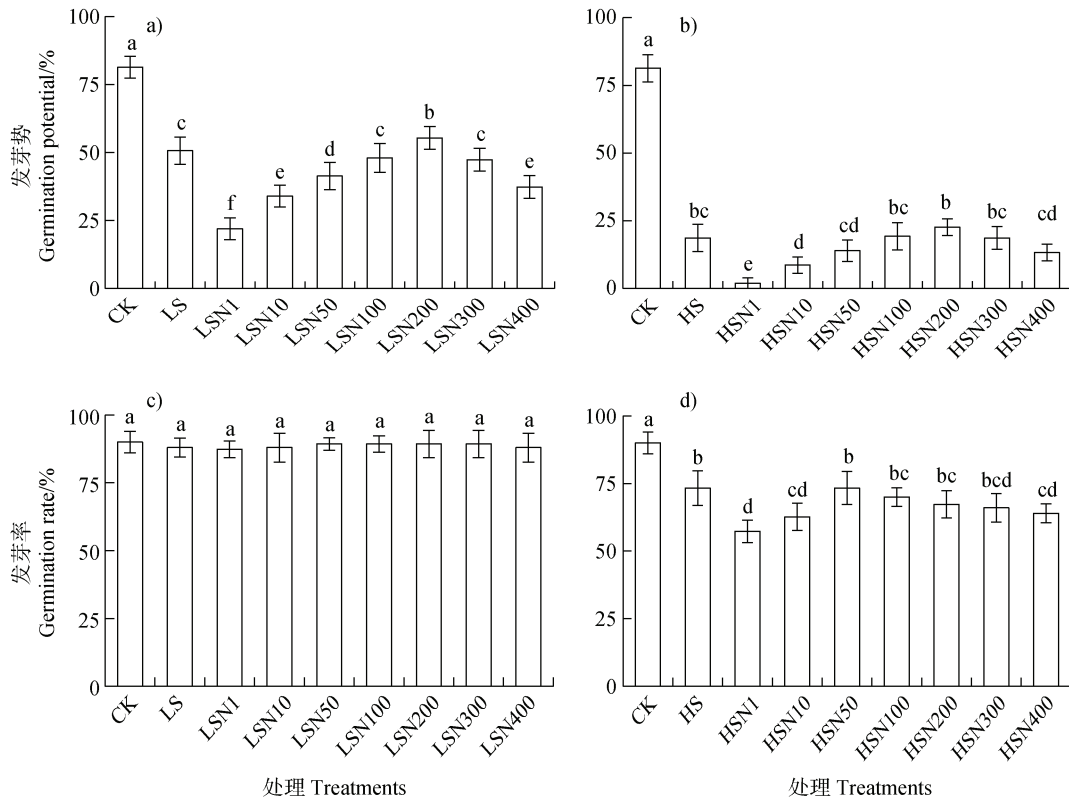 a)
发芽势
Germination potential/%
100
75
50
25
0
a
c
f
e
d
c
b
c
e
CK
LS
LSN1
LSN10
LSN50
LSN100
LSN200
LSN300
LSN400
b)
100
75
50
25
0
a
bc
e
d
cd
bc
b
bc
cd
CK
HS
HSN1
HSN10
HSN50
HSN100
HSN200
HSN300
HSN400
c)
发芽率
Germination rate/%
100
75
50
25
0
a
a
a
a
a
a
a
a
a
CK
LS
LSN1
LSN10
LSN50
LSN100
LSN200
LSN300
LSN400
处理 Treatments
d)
100
75
50
25
0
a
b
d
cd
b
bc
bc
bcd
cd
CK
HS
HSN1
HSN10
HSN50
HSN100
HSN200
HSN300
HSN400
处理 Treatments